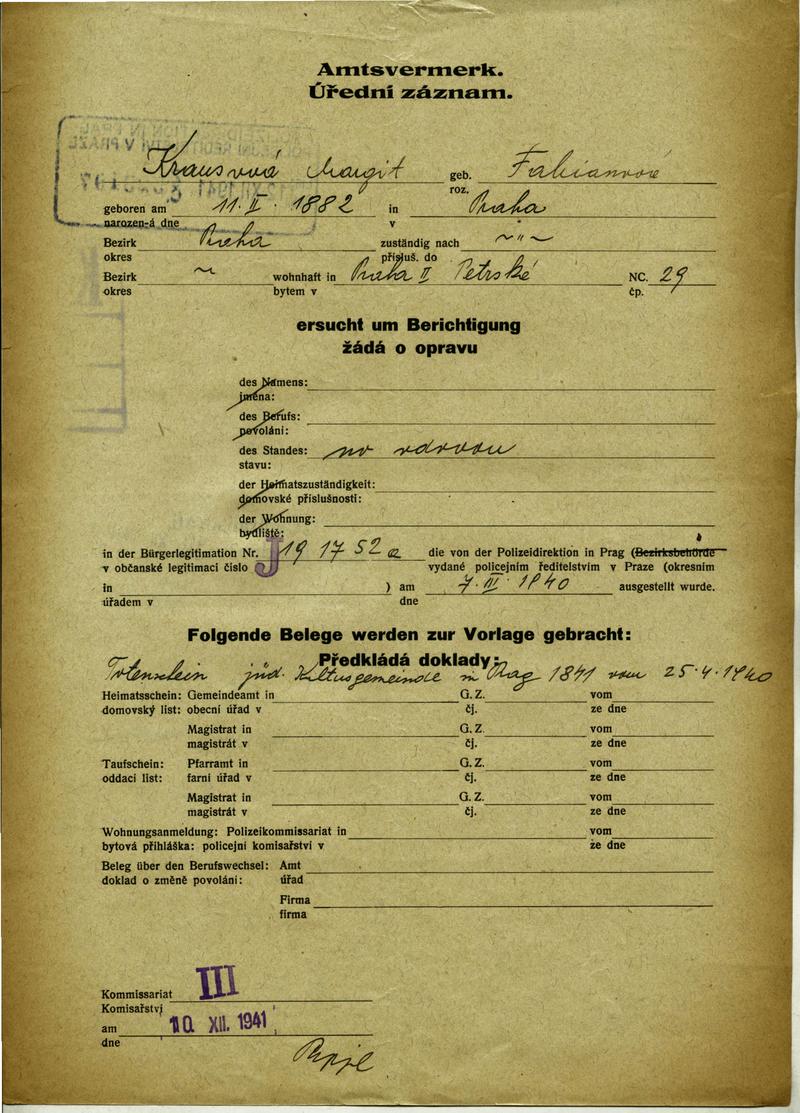 Amtsvermerk.
Úřední záznam.
Krausová Margit geb. Fabianová
roz.
geboren am 11. II. 1882 in Praha
narozen-á dne v
Bezirk Praha zuständig nach ~ " ~
okres přísluš. do
Bezirk ~ wohnhaft in Praha II Petrské NC. 29
okres bytem v čp.
ersucht um Berichtigung
žádá o opravu
des Namens:
jména:
des Berufs:
povolání:
des Standes: na vdovou
stavu:
der Heimatszuständigkeit:
domovské příslušnosti:
der Wohnung:
bydliště:
in der Bürgerlegitimation Nr. J 19 17 52 a die von der Polizeidirektion in Prag (Bezirksbehörde
v občanské legitimaci číslo vydané policejním ředitelstvím v Praze (okresním
in ) am 7. III. 1940 ausgestellt wurde.
úřadem v dne
Folgende Belege werden zur Vorlage gebracht:
Předkládá doklady:
Totenschein jüd. Kultusgemeinde in Prag 1841 vom 25.4.1940
Heimatsschein: Gemeindeamt in G. Z. vom
domovský list: obecní úřad v čj. ze dne
Magistrat in G. Z. vom
magistrát v čj. ze dne
Taufschein: Pfarramt in G. Z. vom
oddací list: farní úřad v čj. ze dne
Magistrat in G. Z. vom
magistrát v čj. ze dne
Wohnungsanmeldung: Polizeikommissariat in vom
bytová přihláška: policejní komisařství v že dne
Beleg über den Berufswechsel: Amt
doklad o změně povolání: úřad
Firma
firma
Kommissariat III
Komisařství
am 10. XII. 1941
dne